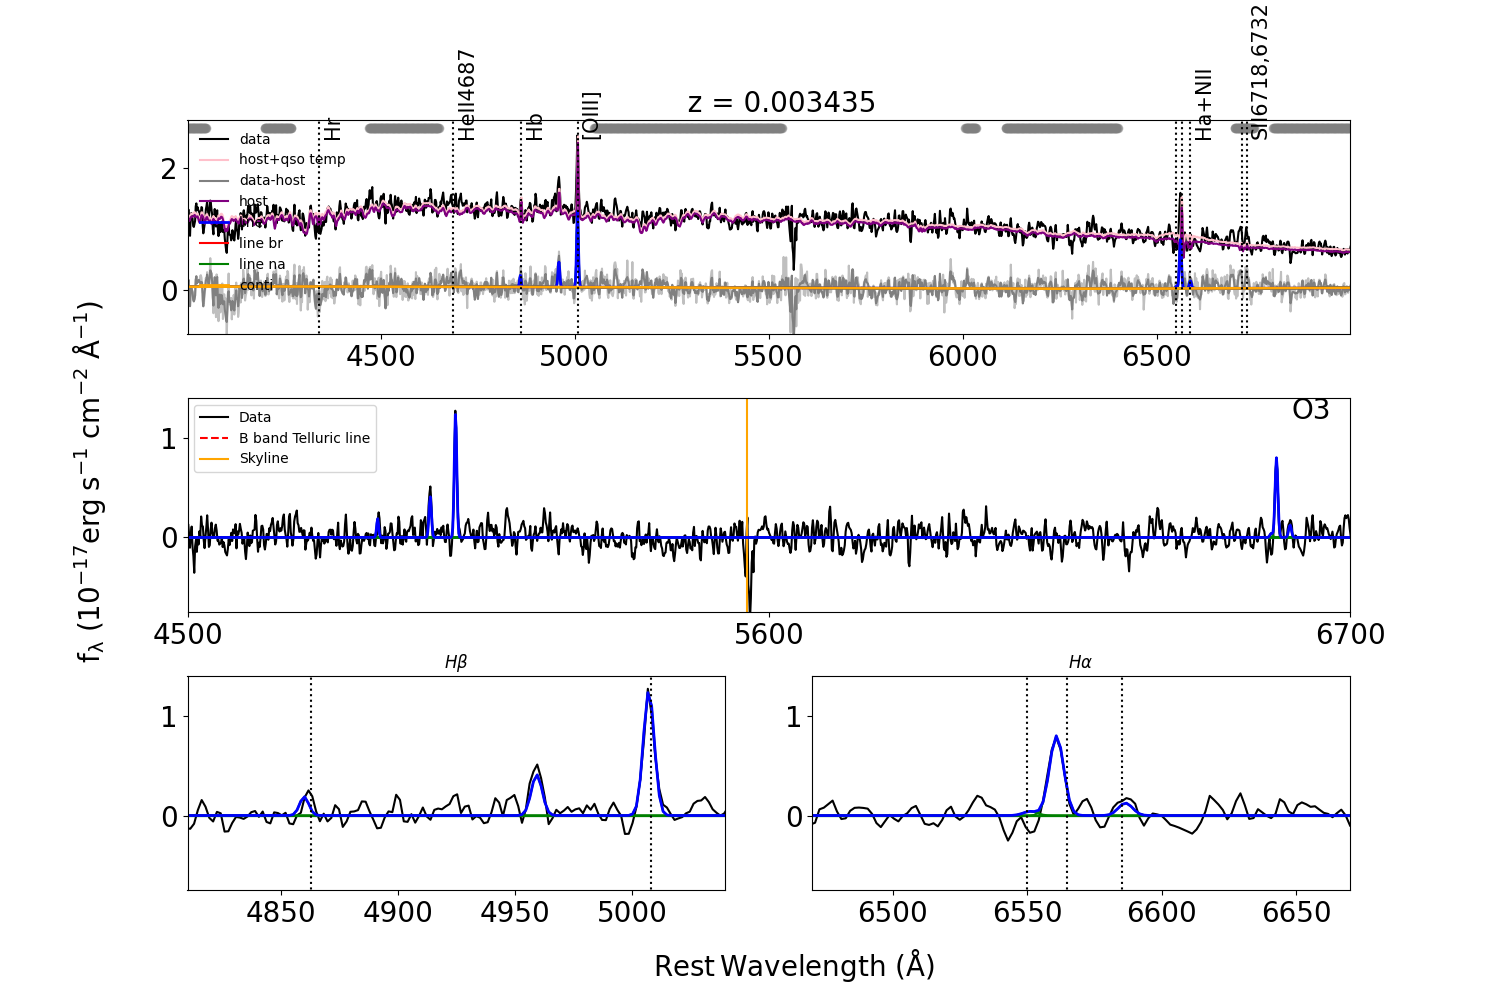 z = 0.003435
Hr
HeII4687
Hb
[OIII]
Ha+NII
SII6718,6732
data
host+qso temp
data-host
host
line br
line na
conti
2
0
4500 5000 5500 6000 6500
O3
Data
B band Telluric line
Skyline
1
0
4500 5600 6700
fλ (10⁻¹⁷erg s⁻¹ cm⁻² Å⁻¹)
Hβ
1
0
4850 4900 4950 5000
Hα
1
0
6500 6550 6600 6650
Rest Wavelength (Å)